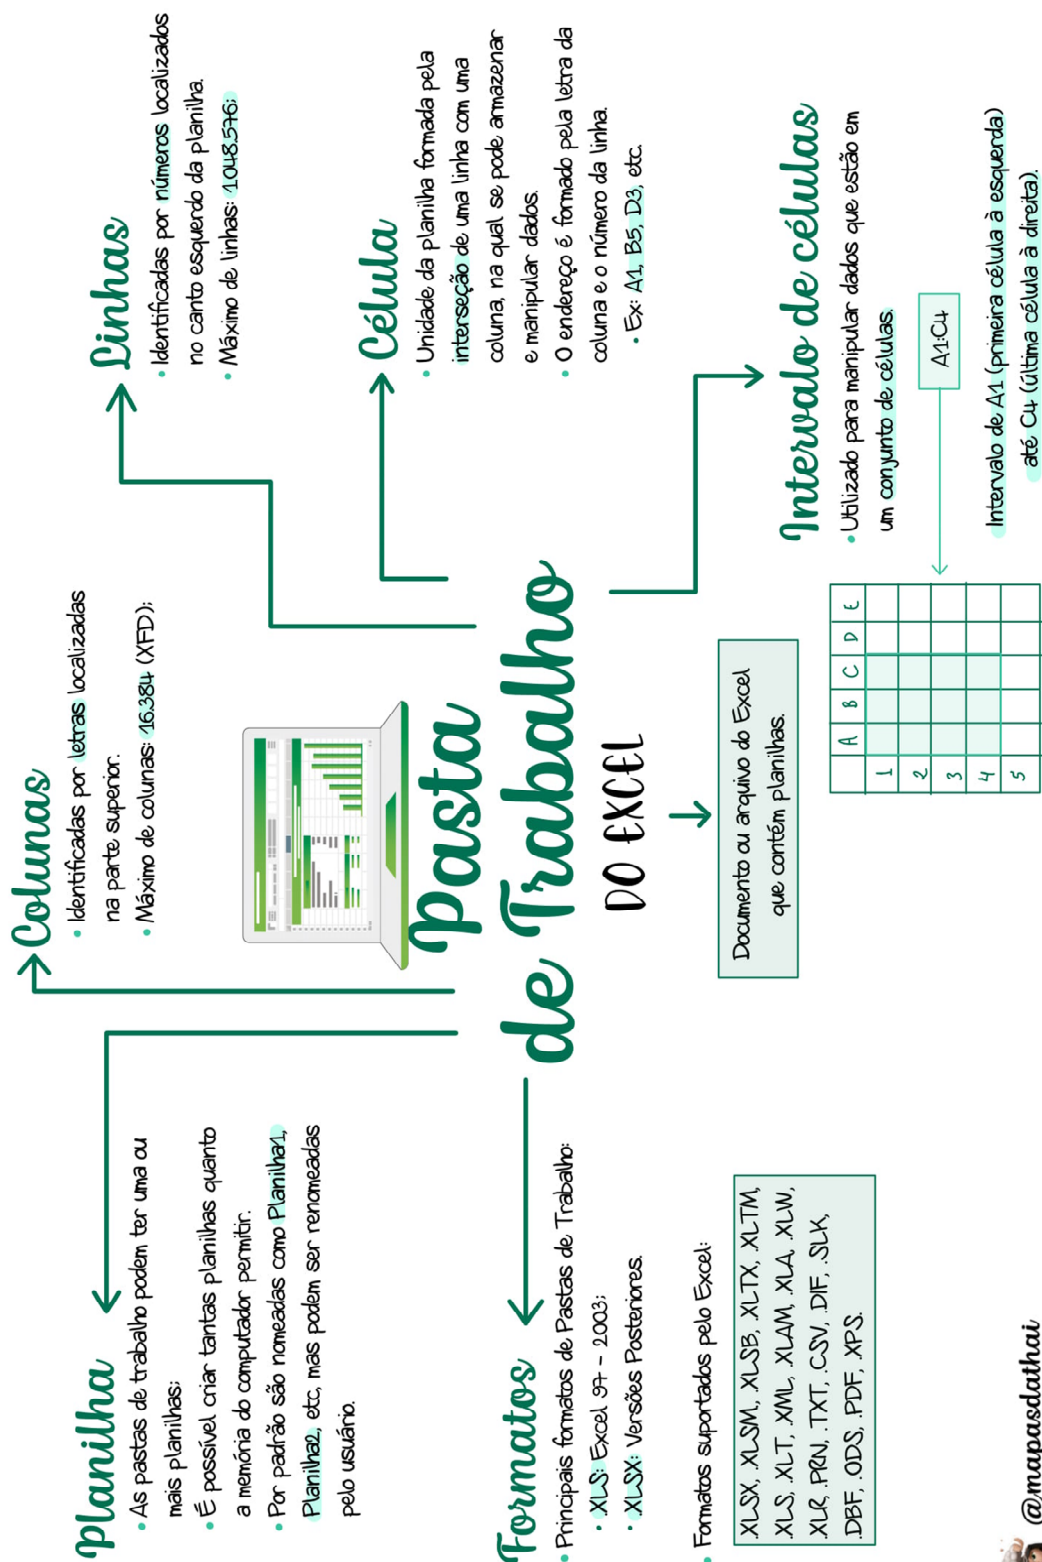 Planilha
• As pastas de trabalho podem ter uma ou
mais planilhas;
• É possível criar tantas planilhas quanto
a memória do computador permitir.
• Por padrão são nomeadas como Planilha1,
Planilha2, etc, mas podem ser renomeadas
pelo usuário.
Colunas
• Identificadas por letras localizadas
na parte superior.
• Máximo de colunas: 16.384 (XFD);
Linhas
• Identificadas por números localizados
no canto esquerdo da planilha.
• Máximo de linhas: 1.048.576;
Célula
• Unidade da planilha formada pela
interseção de uma linha com uma
coluna, na qual se pode armazenar
e manipular dados.
• O endereço é formado pela letra da
coluna e o número da linha.
• Ex: A1, B5, D3, etc.
Pasta
de Trabalho
DO EXCEL
Documento ou arquivo do Excel
que contém planilhas.
Formatos
• Principais formatos de Pastas de Trabalho:
• .XLS: Excel 97 - 2003;
• .XLSX: Versões Posteriores.
• Formatos suportados pelo Excel:
.XLSX, .XLSM, .XLSB, .XLTX, .XLTM,
.XLS, .XLT, .XML, .XLAM, .XLA, .XLW,
.XLR, .PRN, .TXT, .CSV, .DIF, .SLK,
.DBF, .ODS, .PDF, .XPS.
Intervalo de células
• Utilizado para manipular dados que estão em
um conjunto de células.
A B C D E
1
2
3
4
5
A1:C4
Intervalo de A1 (primeira célula à esquerda)
até C4 (última célula à direita).
@mapasdathai